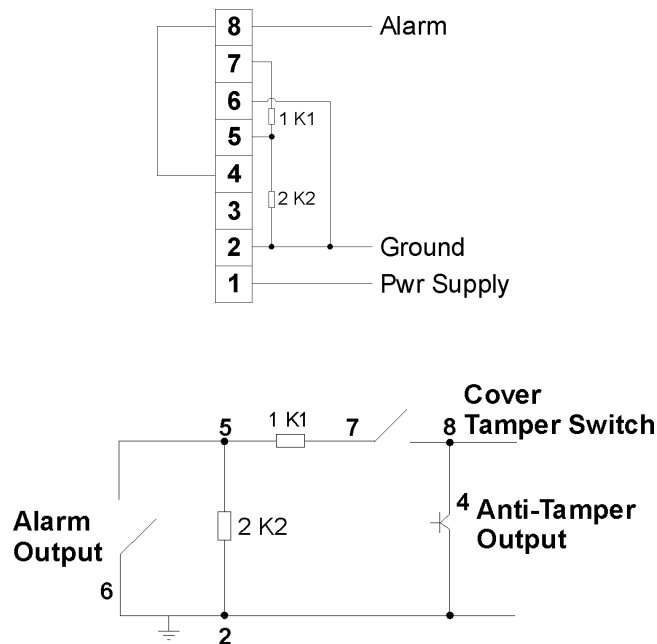 8 Alarm
7
6
1 K1
5
4
2 K2
3
2 Ground
1 Pwr Supply
Cover
Tamper Switch
5 1 K1 7 8
4 Anti-Tamper
Output
2 K2
Alarm
Output
6
2